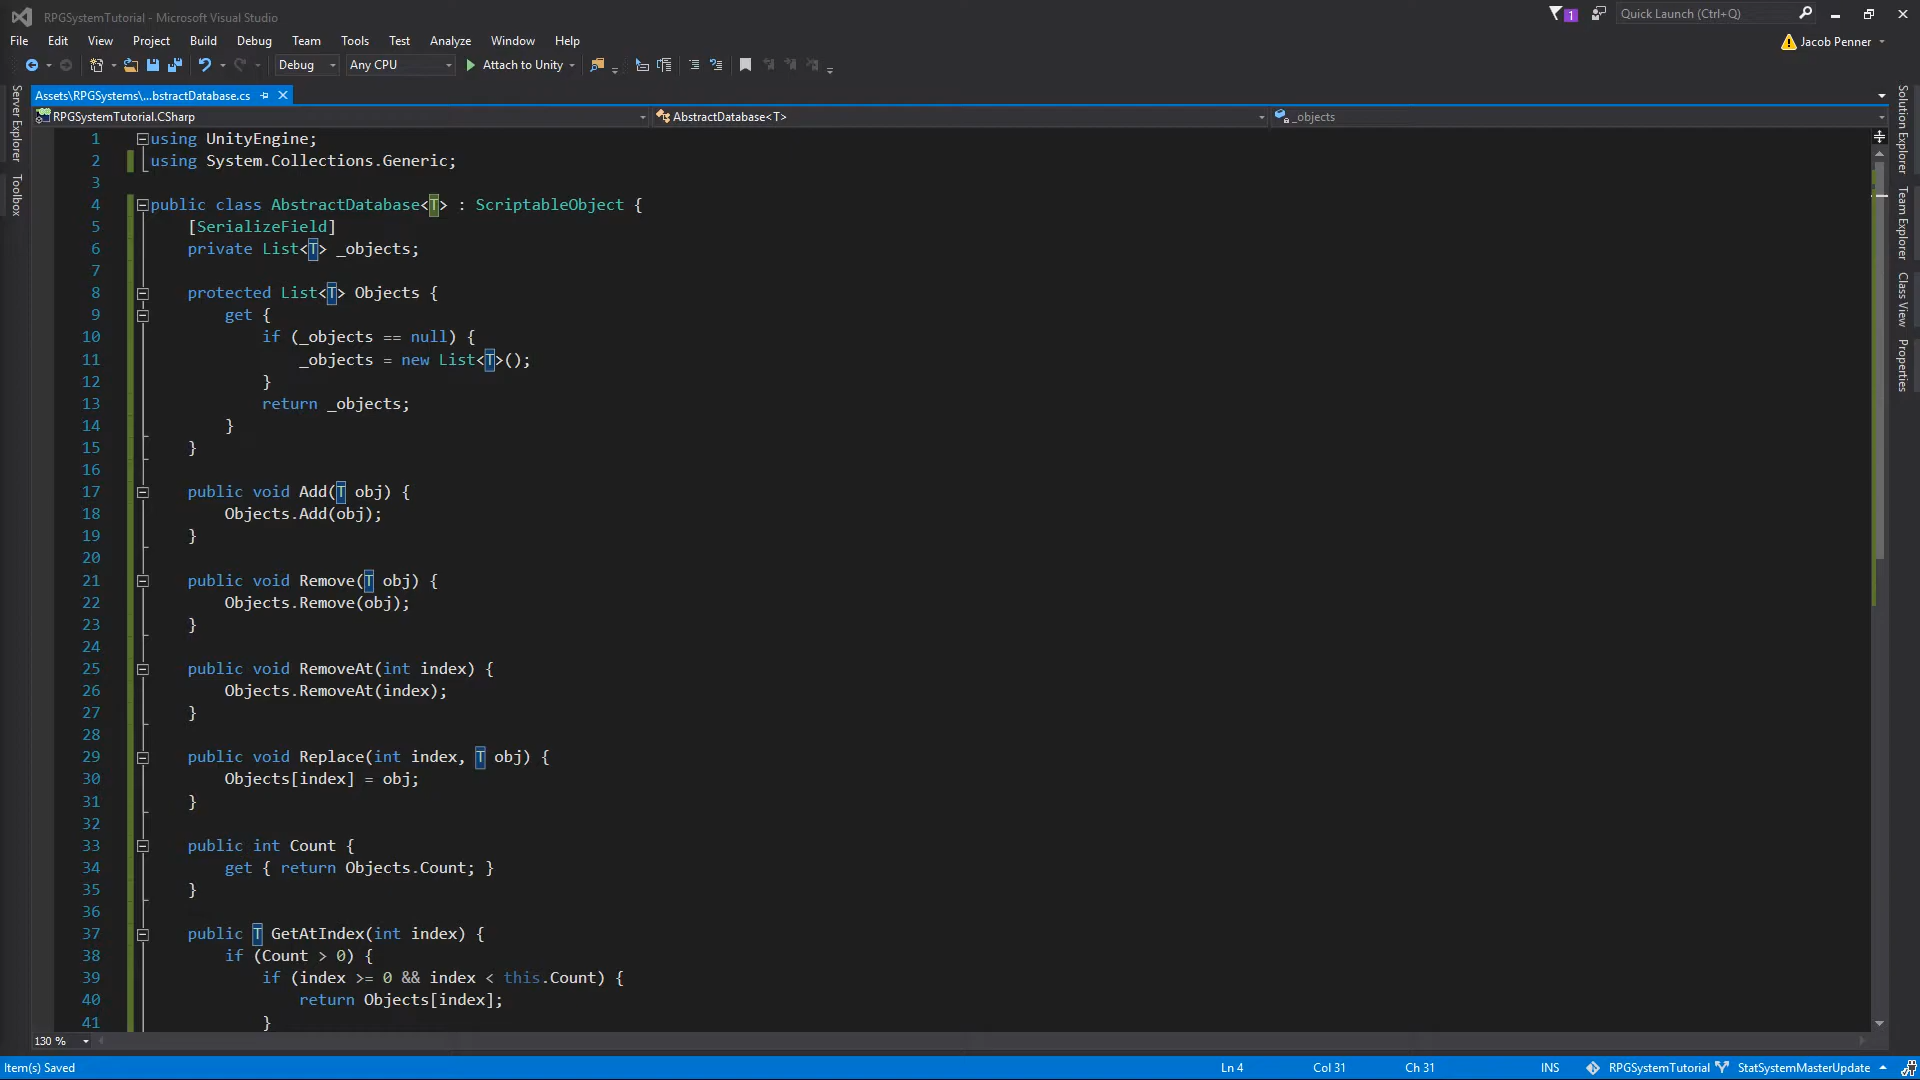 RPGSystemTutorial - Microsoft Visual Studio
1
Quick Launch (Ctrl+Q)
File Edit View Project Build Debug Team Tools Test Analyze Window Help
Jacob Penner
Debug Any CPU Attach to Unity
Assets\RPGSystems\...bstractDatabase.cs
RPGSystemTutorial.CSharp AbstractDatabase<T> _objects
Server Explorer
Toolbox
Solution Explorer
Team Explorer
Class View
Properties
1 using UnityEngine;
2 using System.Collections.Generic;
3
4 public class AbstractDatabase<T> : ScriptableObject {
5 [SerializeField]
6 private List<T> _objects;
7
8 protected List<T> Objects {
9 get {
10 if (_objects == null) {
11 _objects = new List<T>();
12 }
13 return _objects;
14 }
15 }
16
17 public void Add(T obj) {
18 Objects.Add(obj);
19 }
20
21 public void Remove(T obj) {
22 Objects.Remove(obj);
23 }
24
25 public void RemoveAt(int index) {
26 Objects.RemoveAt(index);
27 }
28
29 public void Replace(int index, T obj) {
30 Objects[index] = obj;
31 }
32
33 public int Count {
34 get { return Objects.Count; }
35 }
36
37 public T GetAtIndex(int index) {
38 if (Count > 0) {
39 if (index >= 0 && index < this.Count) {
40 return Objects[index];
41 }
130 %
Item(s) Saved Ln 4 Col 31 Ch 31 INS RPGSystemTutorial StatSystemMasterUpdate